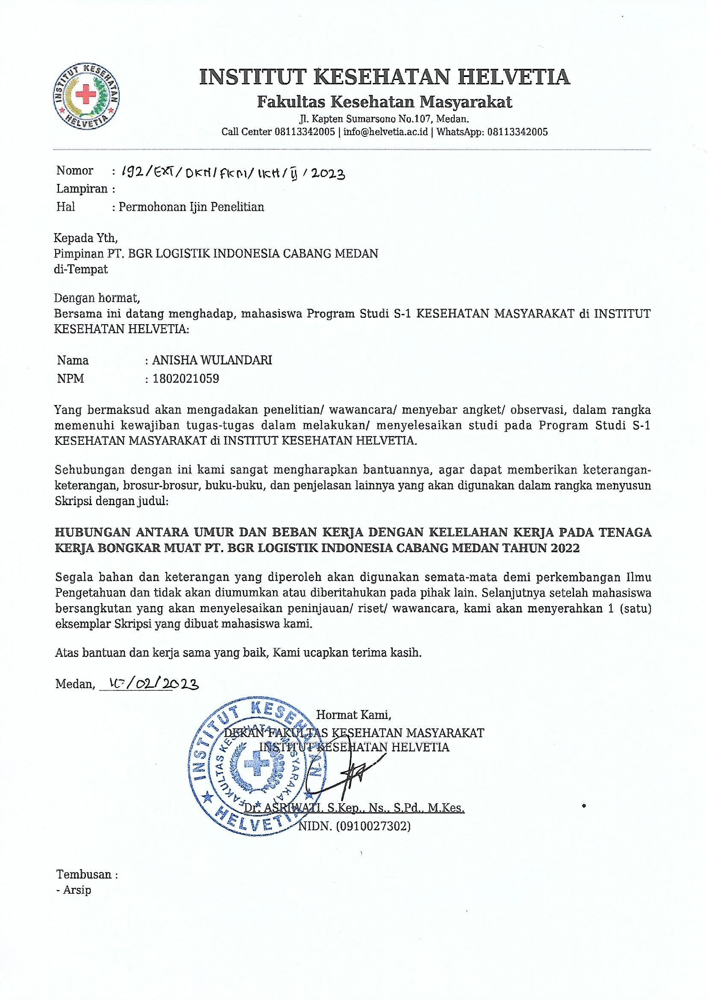 INSTITUT KESEHATAN HELVETIA
INSTITUT KESEHATAN HELVETIA
Fakultas Kesehatan Masyarakat
Jl. Kapten Sumarsono No.107, Medan.
Call Center 08113342005 | info@helvetia.ac.id | WhatsApp: 08113342005
Nomor : 192/EXT/DKN/FKM/IKH/II/2023
Lampiran :
Hal : Permohonan Ijin Penelitian
Kepada Yth,
Pimpinan PT. BGR LOGISTIK INDONESIA CABANG MEDAN
di-Tempat
Dengan hormat,
Bersama ini datang menghadap, mahasiswa Program Studi S-1 KESEHATAN MASYARAKAT di INSTITUT
KESEHATAN HELVETIA:
Nama : ANISHA WULANDARI
NPM : 1802021059
Yang bermaksud akan mengadakan penelitian/ wawancara/ menyebar angket/ observasi, dalam rangka
memenuhi kewajiban tugas-tugas dalam melakukan/ menyelesaikan studi pada Program Studi S-1
KESEHATAN MASYARAKAT di INSTITUT KESEHATAN HELVETIA.
Sehubungan dengan ini kami sangat mengharapkan bantuannya, agar dapat memberikan keterangan-
keterangan, brosur-brosur, buku-buku, dan penjelasan lainnya yang akan digunakan dalam rangka menyusun
Skripsi dengan judul:
HUBUNGAN ANTARA UMUR DAN BEBAN KERJA DENGAN KELELAHAN KERJA PADA TENAGA
KERJA BONGKAR MUAT PT. BGR LOGISTIK INDONESIA CABANG MEDAN TAHUN 2022
Segala bahan dan keterangan yang diperoleh akan digunakan semata-mata demi perkembangan Ilmu
Pengetahuan dan tidak akan diumumkan atau diberitahukan pada pihak lain. Selanjutnya setelah mahasiswa
bersangkutan yang akan menyelesaikan peninjauan/ riset/ wawancara, kami akan menyerahkan 1 (satu)
eksemplar Skripsi yang dibuat mahasiswa kami.
Atas bantuan dan kerja sama yang baik, Kami ucapkan terima kasih.
Medan, /02/2023
Hormat Kami,
DEKAN FAKULTAS KESEHATAN MASYARAKAT
INSTITUT KESEHATAN HELVETIA
INSTITUT KESEHATAN HELVETIA
FAKULTAS KESEHATAN MASYARAKAT
Dr. ASRIWATI, S.Kep., Ns., S.Pd., M.Kes.
NIDN. (0910027302)
Tembusan :
- Arsip